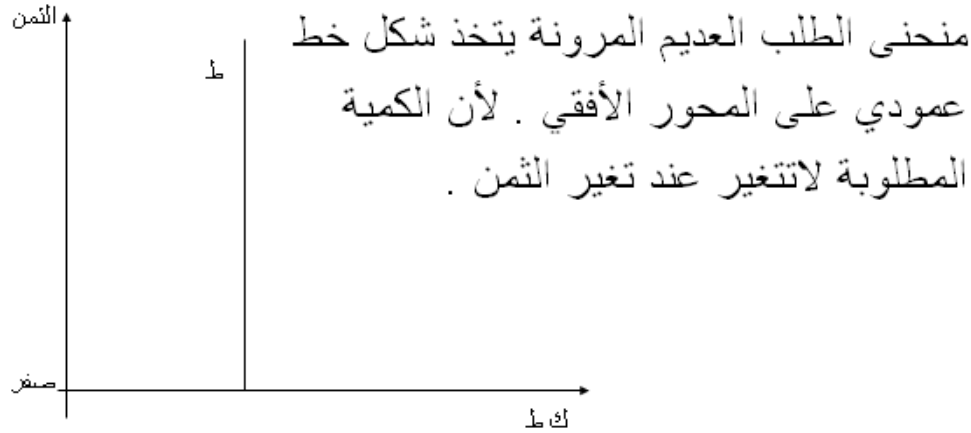 الثمن
منحنى الطلب العديم المرونة يتخذ شكل خط
ط
عمودي على المحور الأفقي . لأن الكمية
المطلوبة لاتتغير عند تغير الثمن .
صفر
ك ط